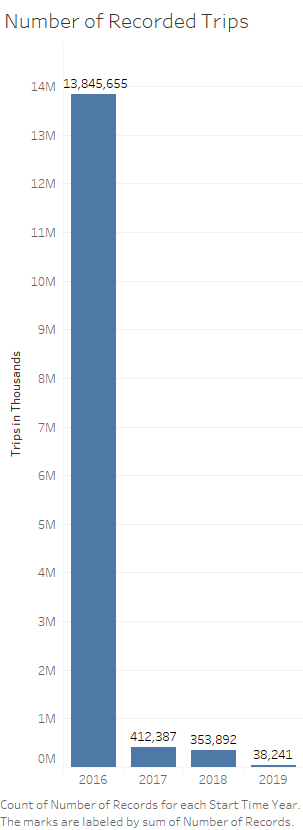 Number of Recorded Trips
13,845,655
14M
13M
12M
11M
10M
9M
8M
7M
6M
5M
4M
3M
2M
1M
0M
Trips in Thousands
412,387
353,892
38,241
2016 2017 2018 2019
Count of Number of Records for each Start Time Year.
The marks are labeled by sum of Number of Records.